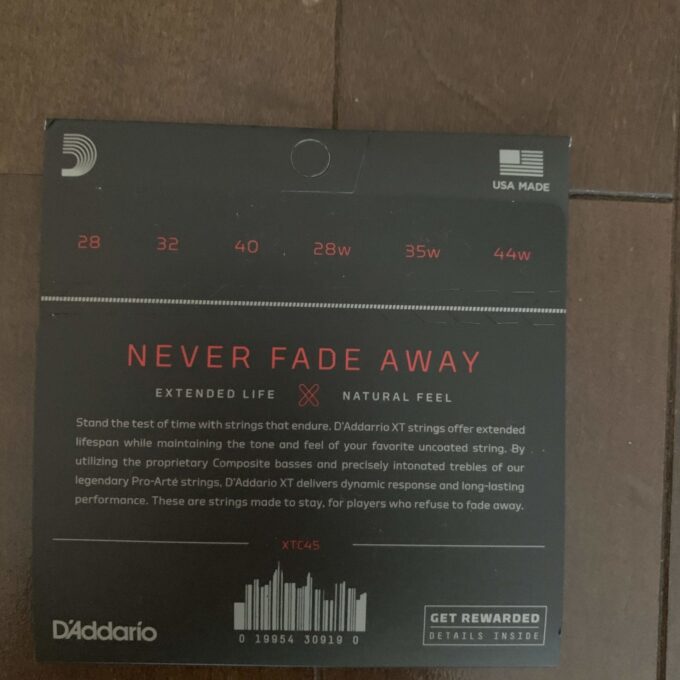 USA MADE
28 32 40 28w 35w 44w
NEVER FADE AWAY
EXTENDED LIFE X NATURAL FEEL
Stand the test of time with strings that endure. D'Addarrio XT strings offer extended
lifespan while maintaining the tone and feel of your favorite uncoated string. By
utilizing the proprietary Composite basses and precisely intonated trebles of our
legendary Pro-Arté strings, D'Addario XT delivers dynamic response and long-lasting
performance. These are strings made to stay, for players who refuse to fade away.
XTC45
D'Addario
0 19954 30919 0
GET REWARDED
DETAILS INSIDE